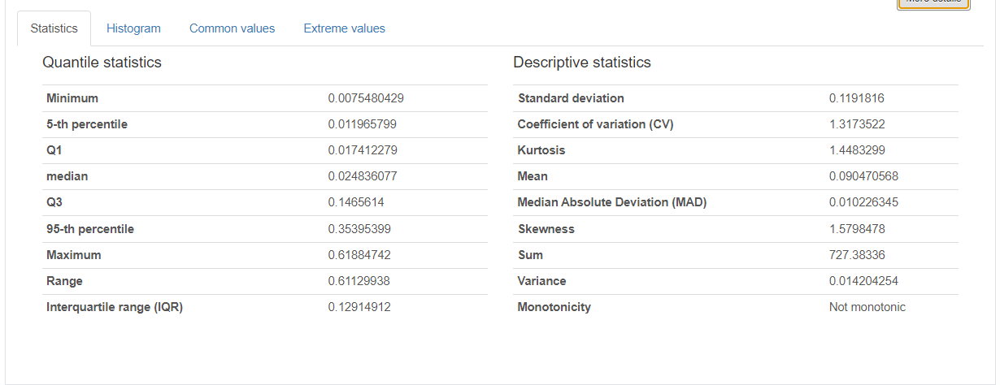 More details
Statistics Histogram Common values Extreme values
Quantile statistics
Minimum 0.0075480429
5-th percentile 0.011965799
Q1 0.017412279
median 0.024836077
Q3 0.1465614
95-th percentile 0.35395399
Maximum 0.61884742
Range 0.61129938
Interquartile range (IQR) 0.12914912
Descriptive statistics
Standard deviation 0.1191816
Coefficient of variation (CV) 1.3173522
Kurtosis 1.4483299
Mean 0.090470568
Median Absolute Deviation (MAD) 0.010226345
Skewness 1.5798478
Sum 727.38336
Variance 0.014204254
Monotonicity Not monotonic